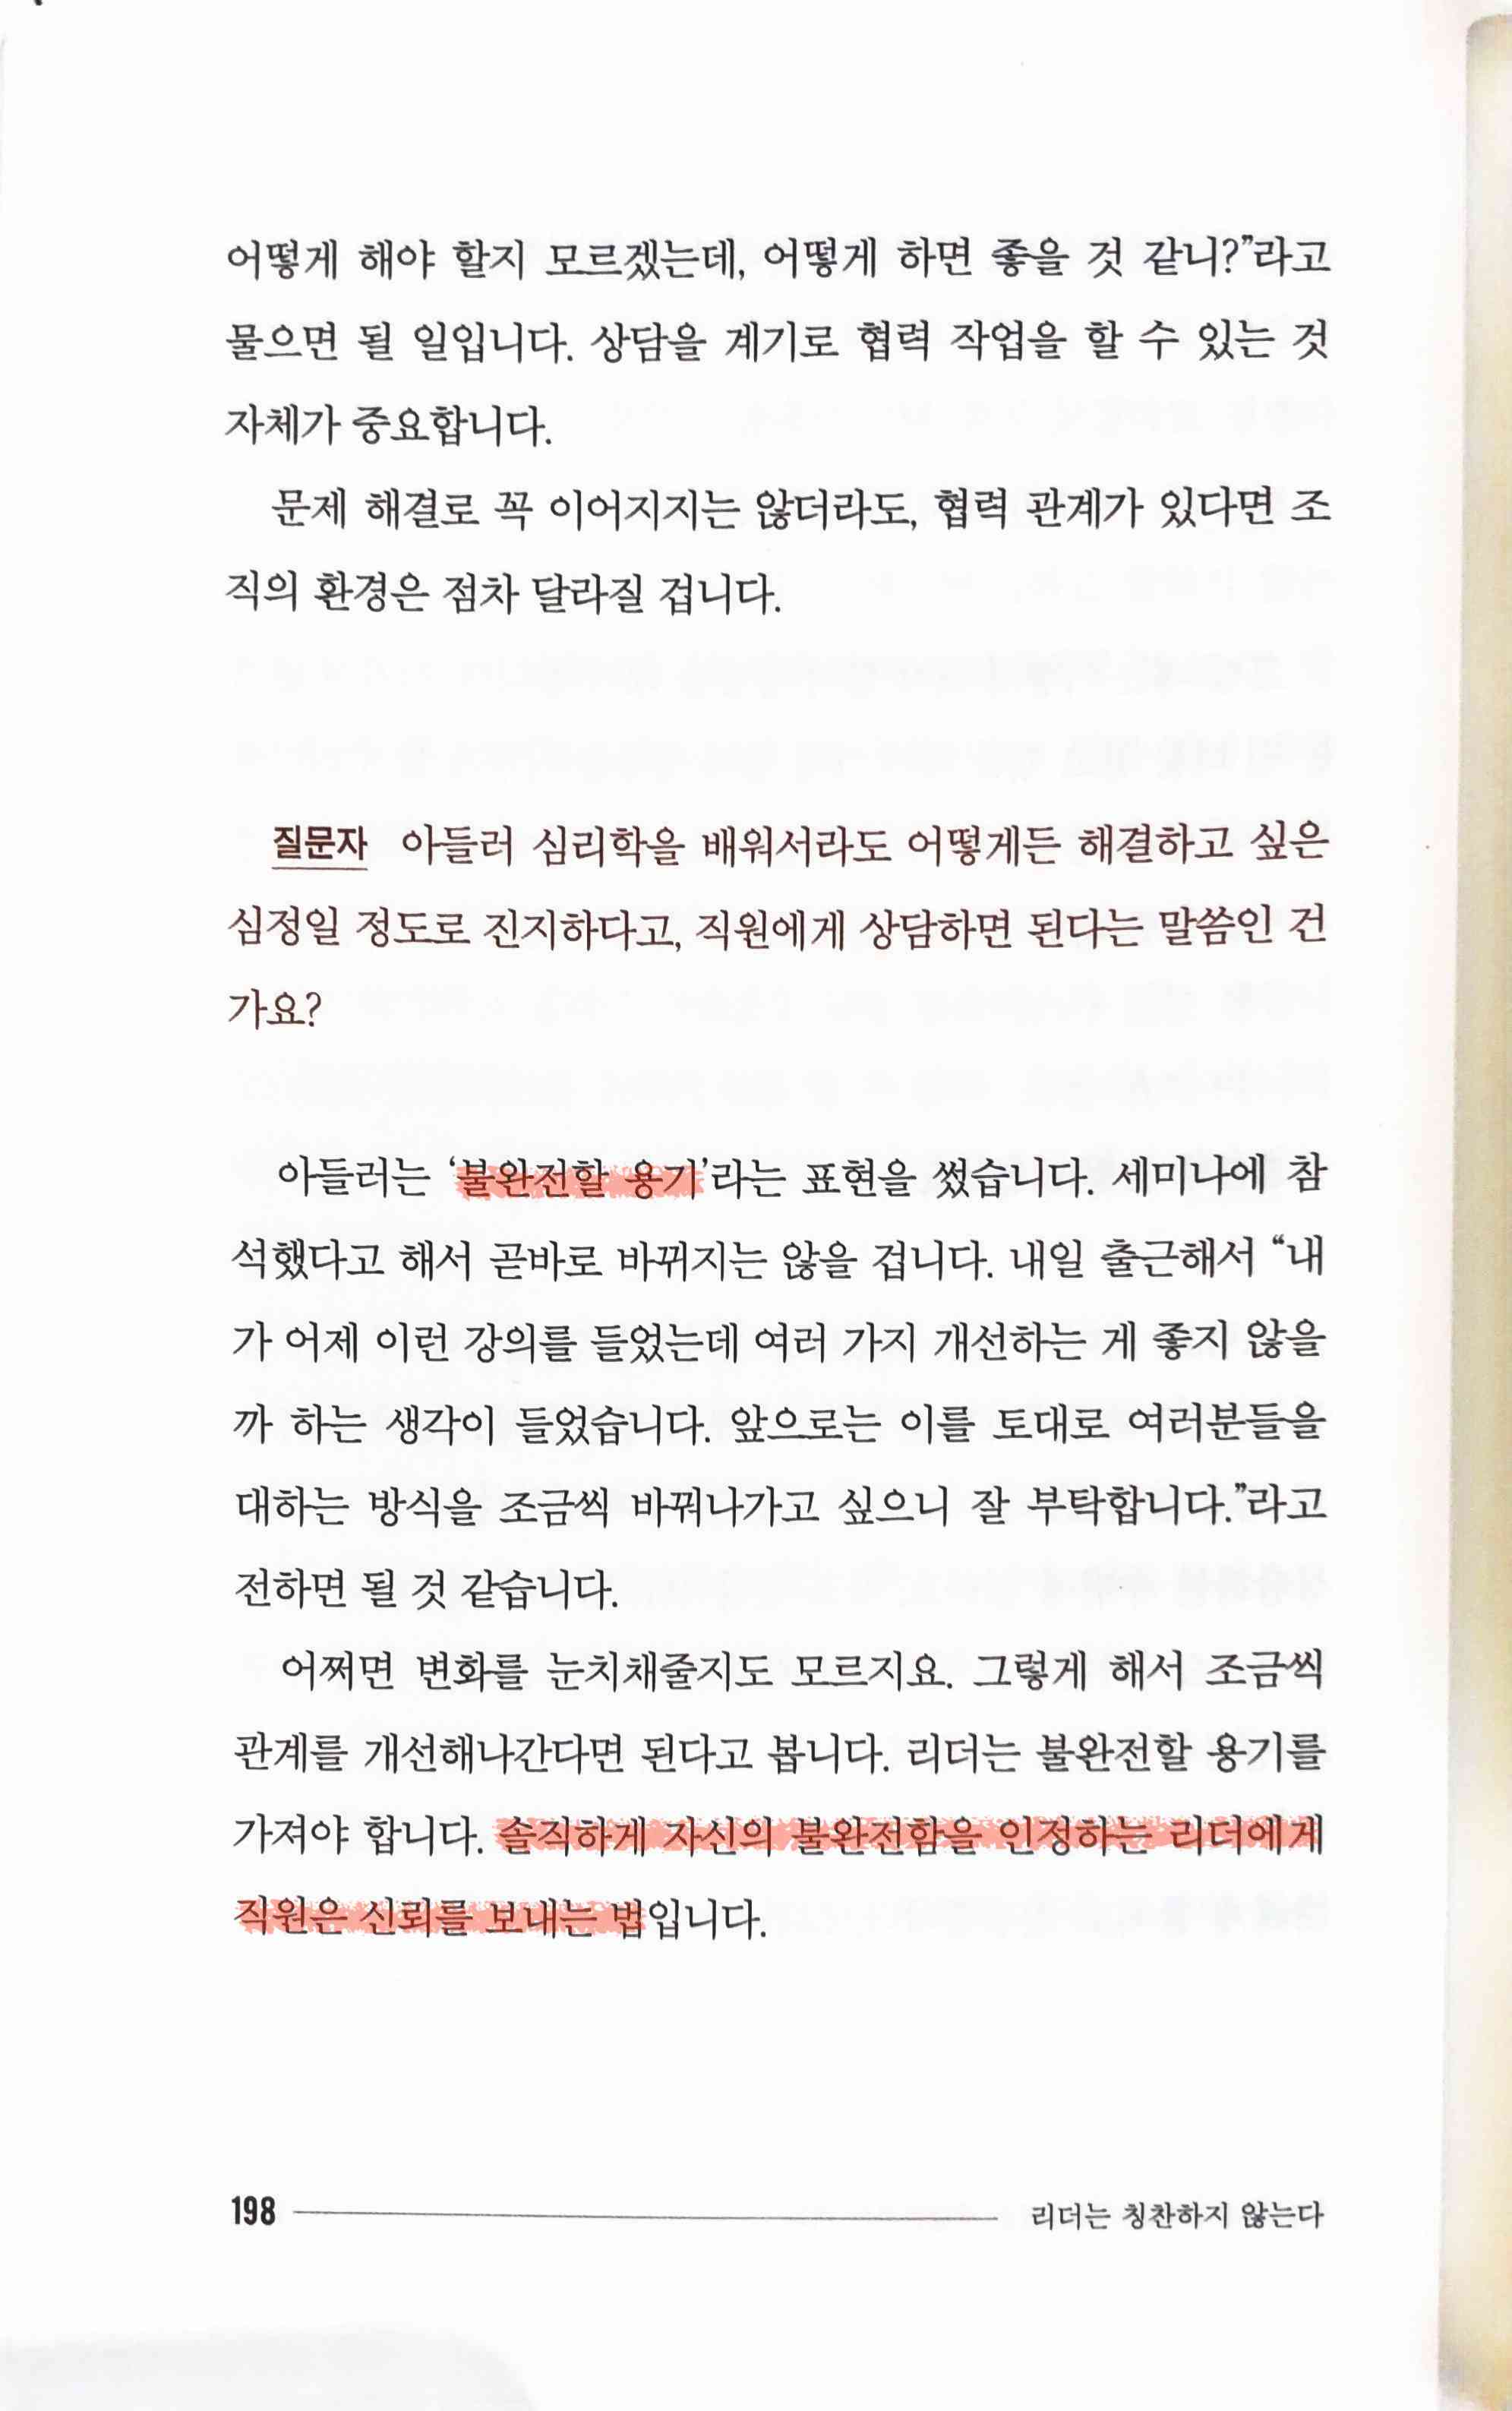 어떻게 해야 할지 모르겠는데, 어떻게 하면 좋을 것 같니?”라고
물으면 될 일입니다. 상담을 계기로 협력 작업을 할 수 있는 것
자체가 중요합니다.
문제 해결로 꼭 이어지지는 않더라도, 협력 관계가 있다면 조
직의 환경은 점차 달라질 겁니다.
질문자 아들러 심리학을 배워서라도 어떻게든 해결하고 싶은
심정일 정도로 진지하다고, 직원에게 상담하면 된다는 말씀인 건
가요?
아들러는 ‘불완전할 용기’라는 표현을 썼습니다. 세미나에 참
석했다고 해서 곧바로 바뀌지는 않을 겁니다. 내일 출근해서 “내
가 어제 이런 강의를 들었는데 여러 가지 개선하는 게 좋지 않을
까 하는 생각이 들었습니다. 앞으로는 이를 토대로 여러분들을
대하는 방식을 조금씩 바꿔나가고 싶으니 잘 부탁합니다.”라고
전하면 될 것 같습니다.
어쩌면 변화를 눈치채줄지도 모르지요. 그렇게 해서 조금씩
관계를 개선해나간다면 된다고 봅니다. 리더는 불완전할 용기를
가져야 합니다. 솔직하게 자신의 불완전함을 인정하는 리더에게
직원은 신뢰를 보내는 법입니다.
198 리더는 칭찬하지 않는다